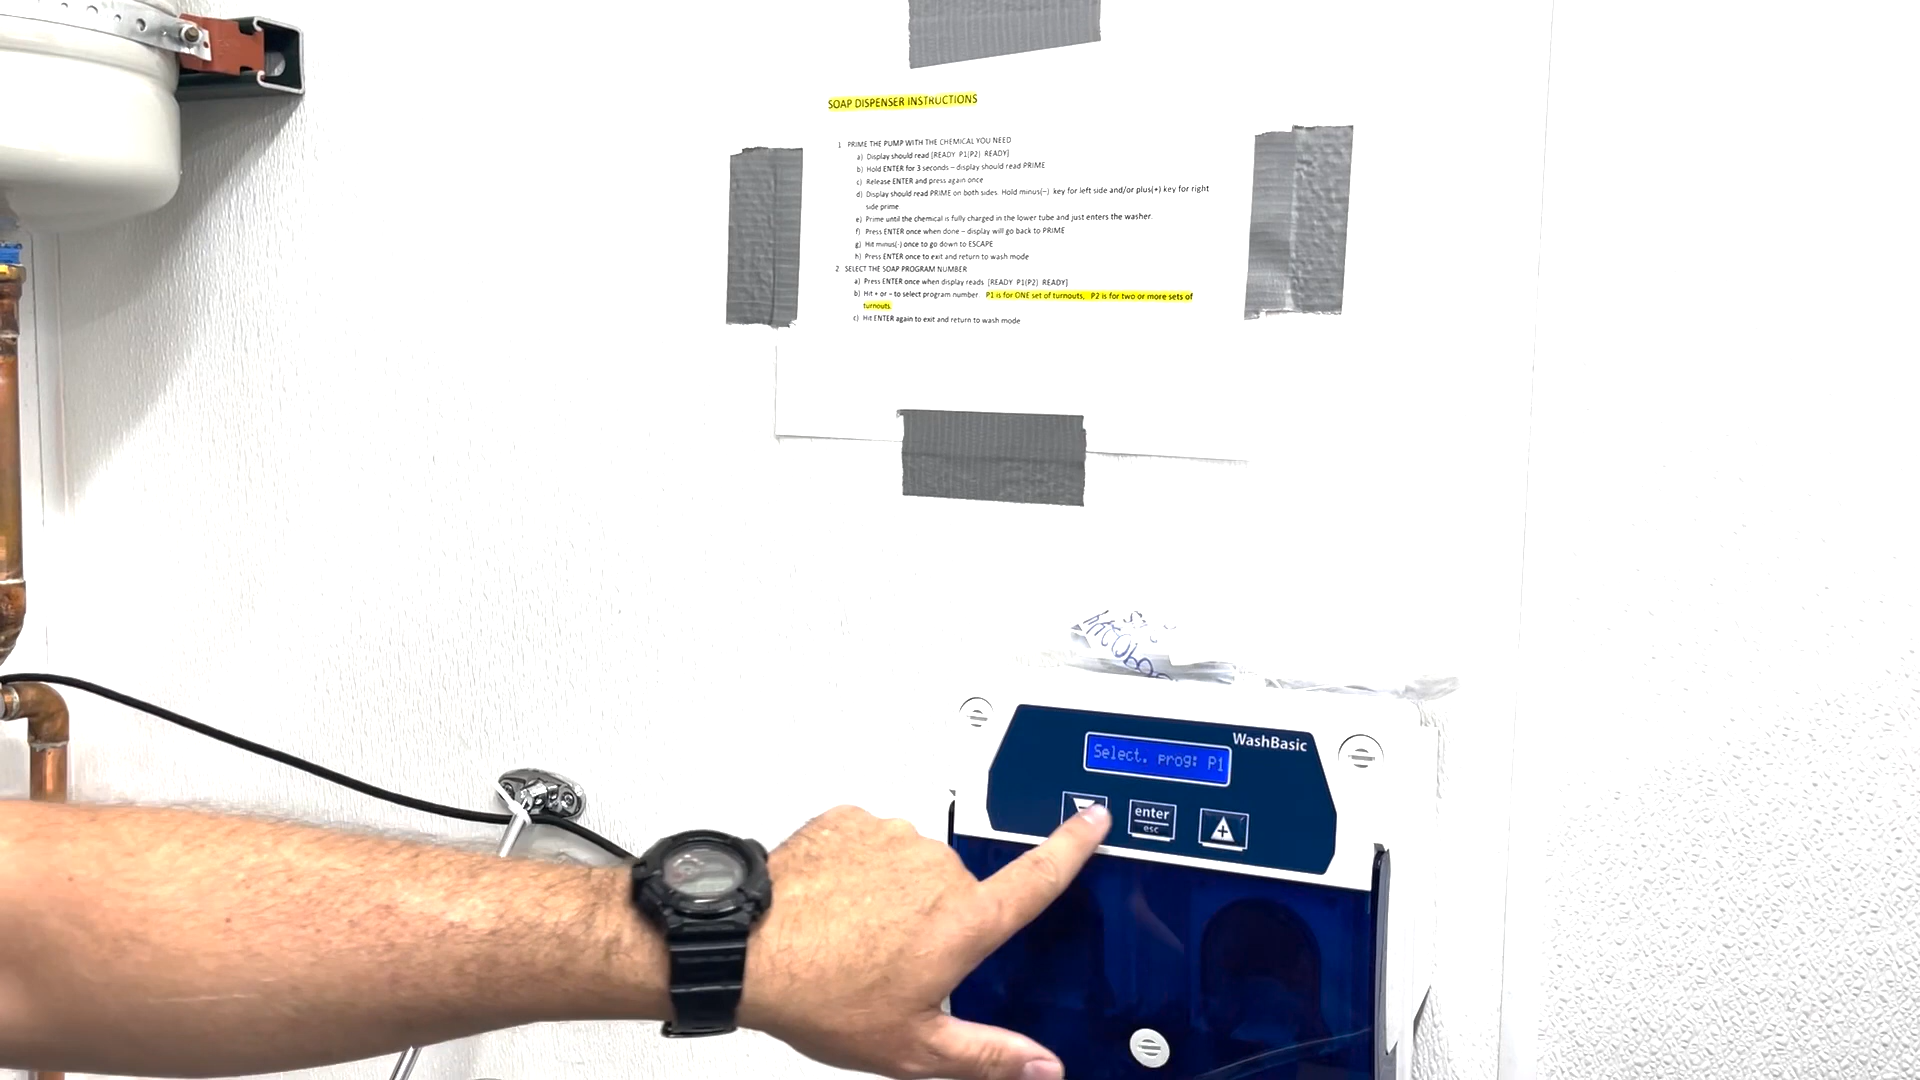 SOAP DISPENSER INSTRUCTIONS
1 PRIME THE PUMP WITH THE CHEMICAL YOU NEED
a) Display should read [READY P1(P2) READY]
b) Hold ENTER for 3 seconds – display should read PRIME
c) Release ENTER and press again once
d) Display should read PRIME on both sides. Hold minus(–) key for left side and/or plus(+) key for right
side prime
e) Prime until the chemical is fully charged in the lower tube and just enters the washer.
f) Press ENTER once when done – display will go back to PRIME
g) Hit minus(-) once to go down to ESCAPE
h) Press ENTER once to exit and return to wash mode
2 SELECT THE SOAP PROGRAM NUMBER
a) Press ENTER once when display reads [READY P1(P2) READY]
b) Hit + or – to select program number. P1 is for ONE set of turnouts, P2 is for two or more sets of
turnouts.
c) Hit ENTER again to exit and return to wash mode
WashBasic
Select. prog: P1
enter
esc
+